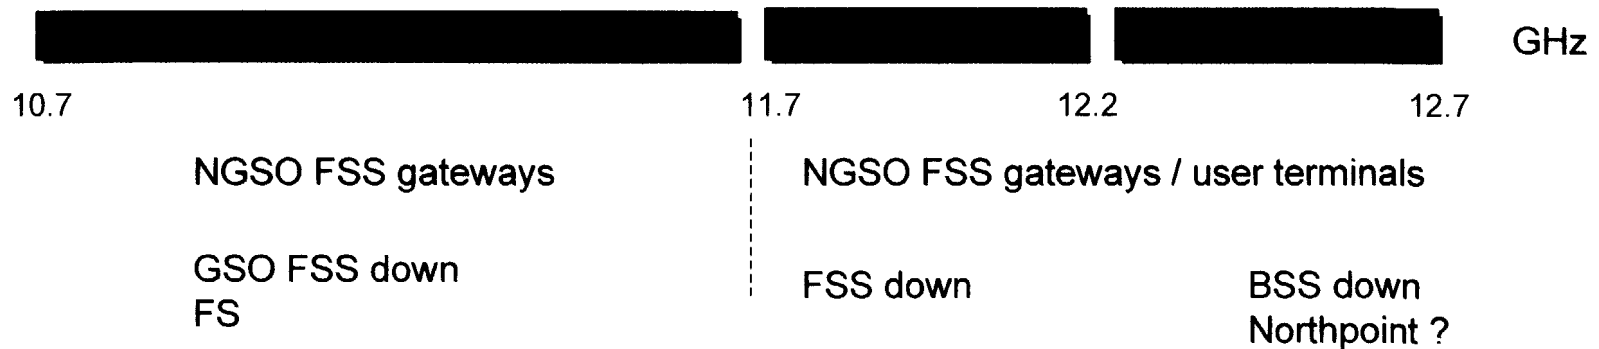 GHz
10.7 11.7 12.2 12.7
NGSO FSS gateways NGSO FSS gateways / user terminals
GSO FSS down
FS
FSS down
BSS down
Northpoint ?